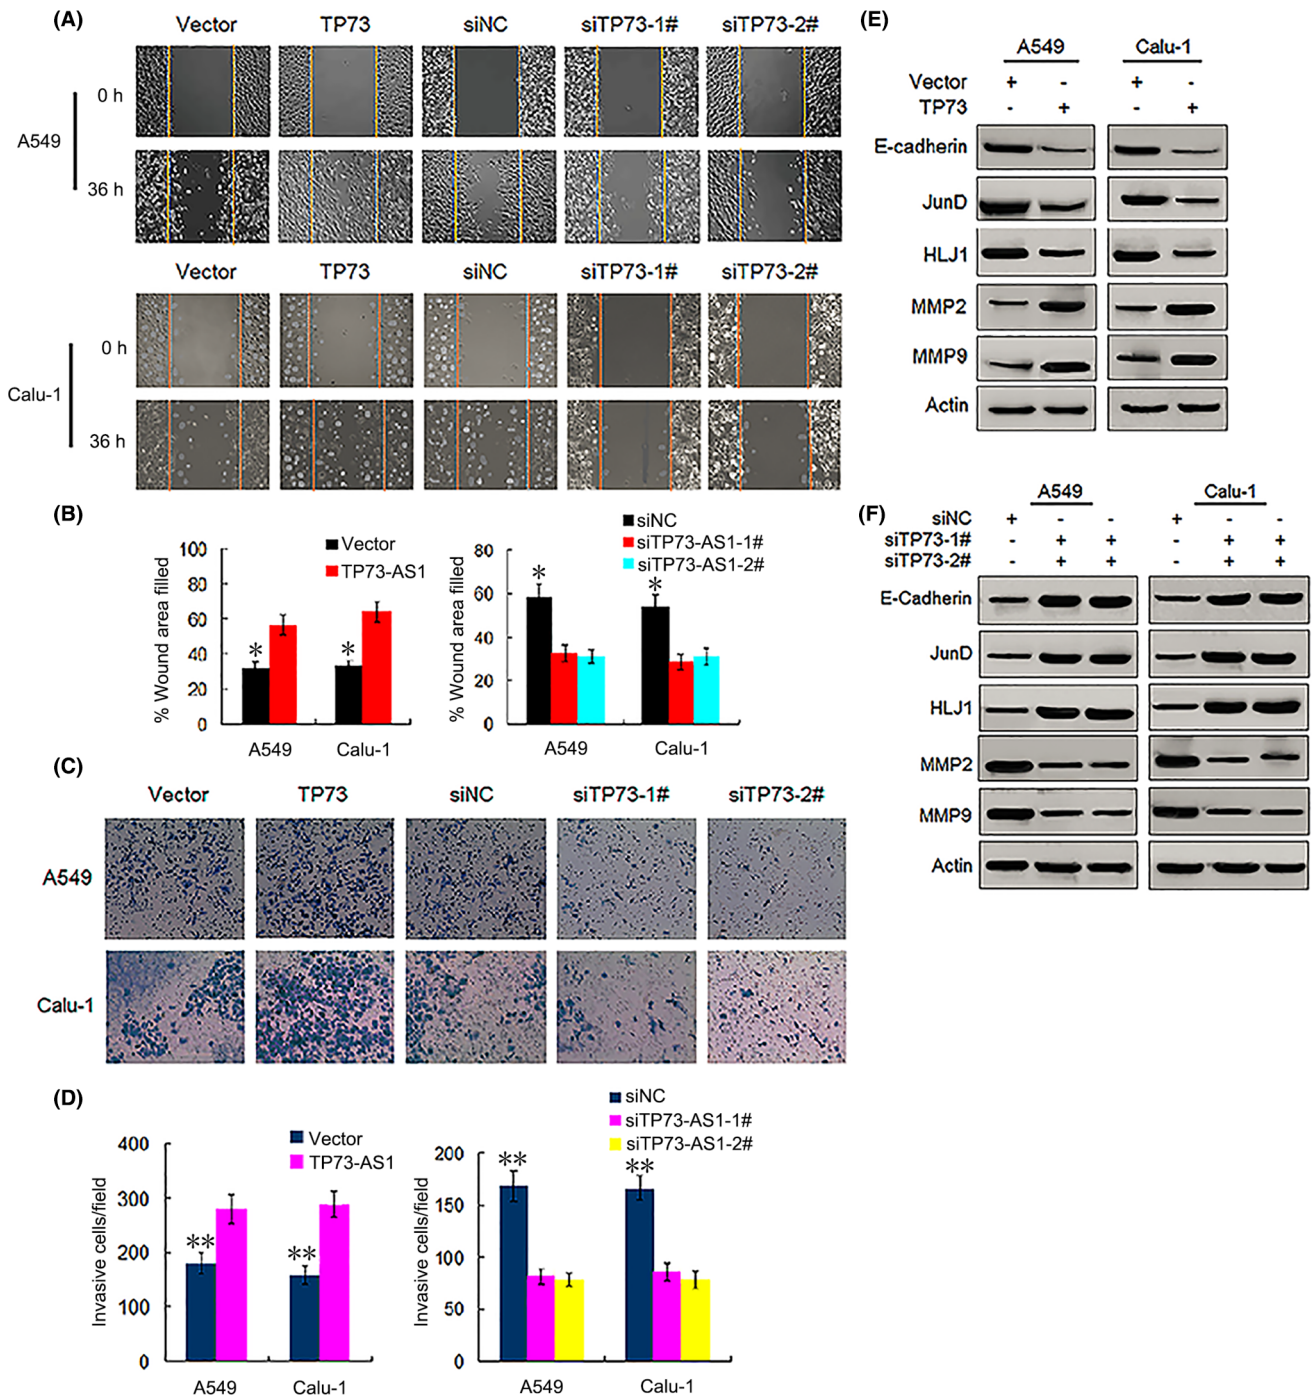 (A)
Vector TP73 siNC siTP73-1# siTP73-2#
0 h
A549
36 h
Vector TP73 siNC siTP73-1# siTP73-2#
0 h
Calu-1
36 h
(B)
100
80
60
40
20
0
% Wound area filled
Vector
TP73-AS1
* *
A549 Calu-1
80
60
40
20
0
% Wound area filled
siNC
siTP73-AS1-1#
siTP73-AS1-2#
* *
A549 Calu-1
(C)
Vector TP73 siNC siTP73-1# siTP73-2#
A549
Calu-1
(D)
400
300
200
100
0
Invasive cells/field
Vector
TP73-AS1
** **
A549 Calu-1
200
150
100
50
0
Invasive cells/field
siNC
siTP73-AS1-1#
siTP73-AS1-2#
** **
A549 Calu-1
(E)
A549 Calu-1
Vector + - + -
TP73 - + - +
E-cadherin
JunD
HLJ1
MMP2
MMP9
Actin
(F)
A549 Calu-1
siNC + - - + - -
siTP73-1# - + + - + +
siTP73-2# - + + - + +
E-Cadherin
JunD
HLJ1
MMP2
MMP9
Actin